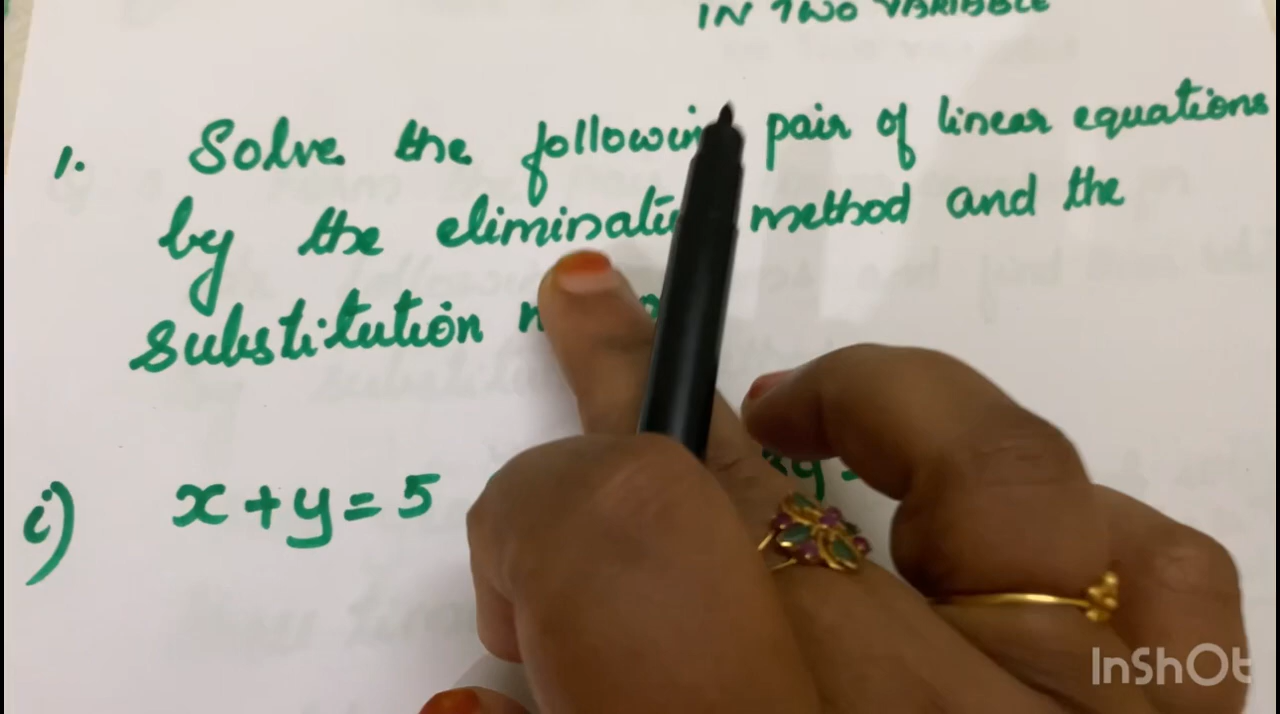 IN TWO VARIABLE
1. Solve the following pair of linear equations
by the elimination method and the
substitution
i) x+y=5
InShOt